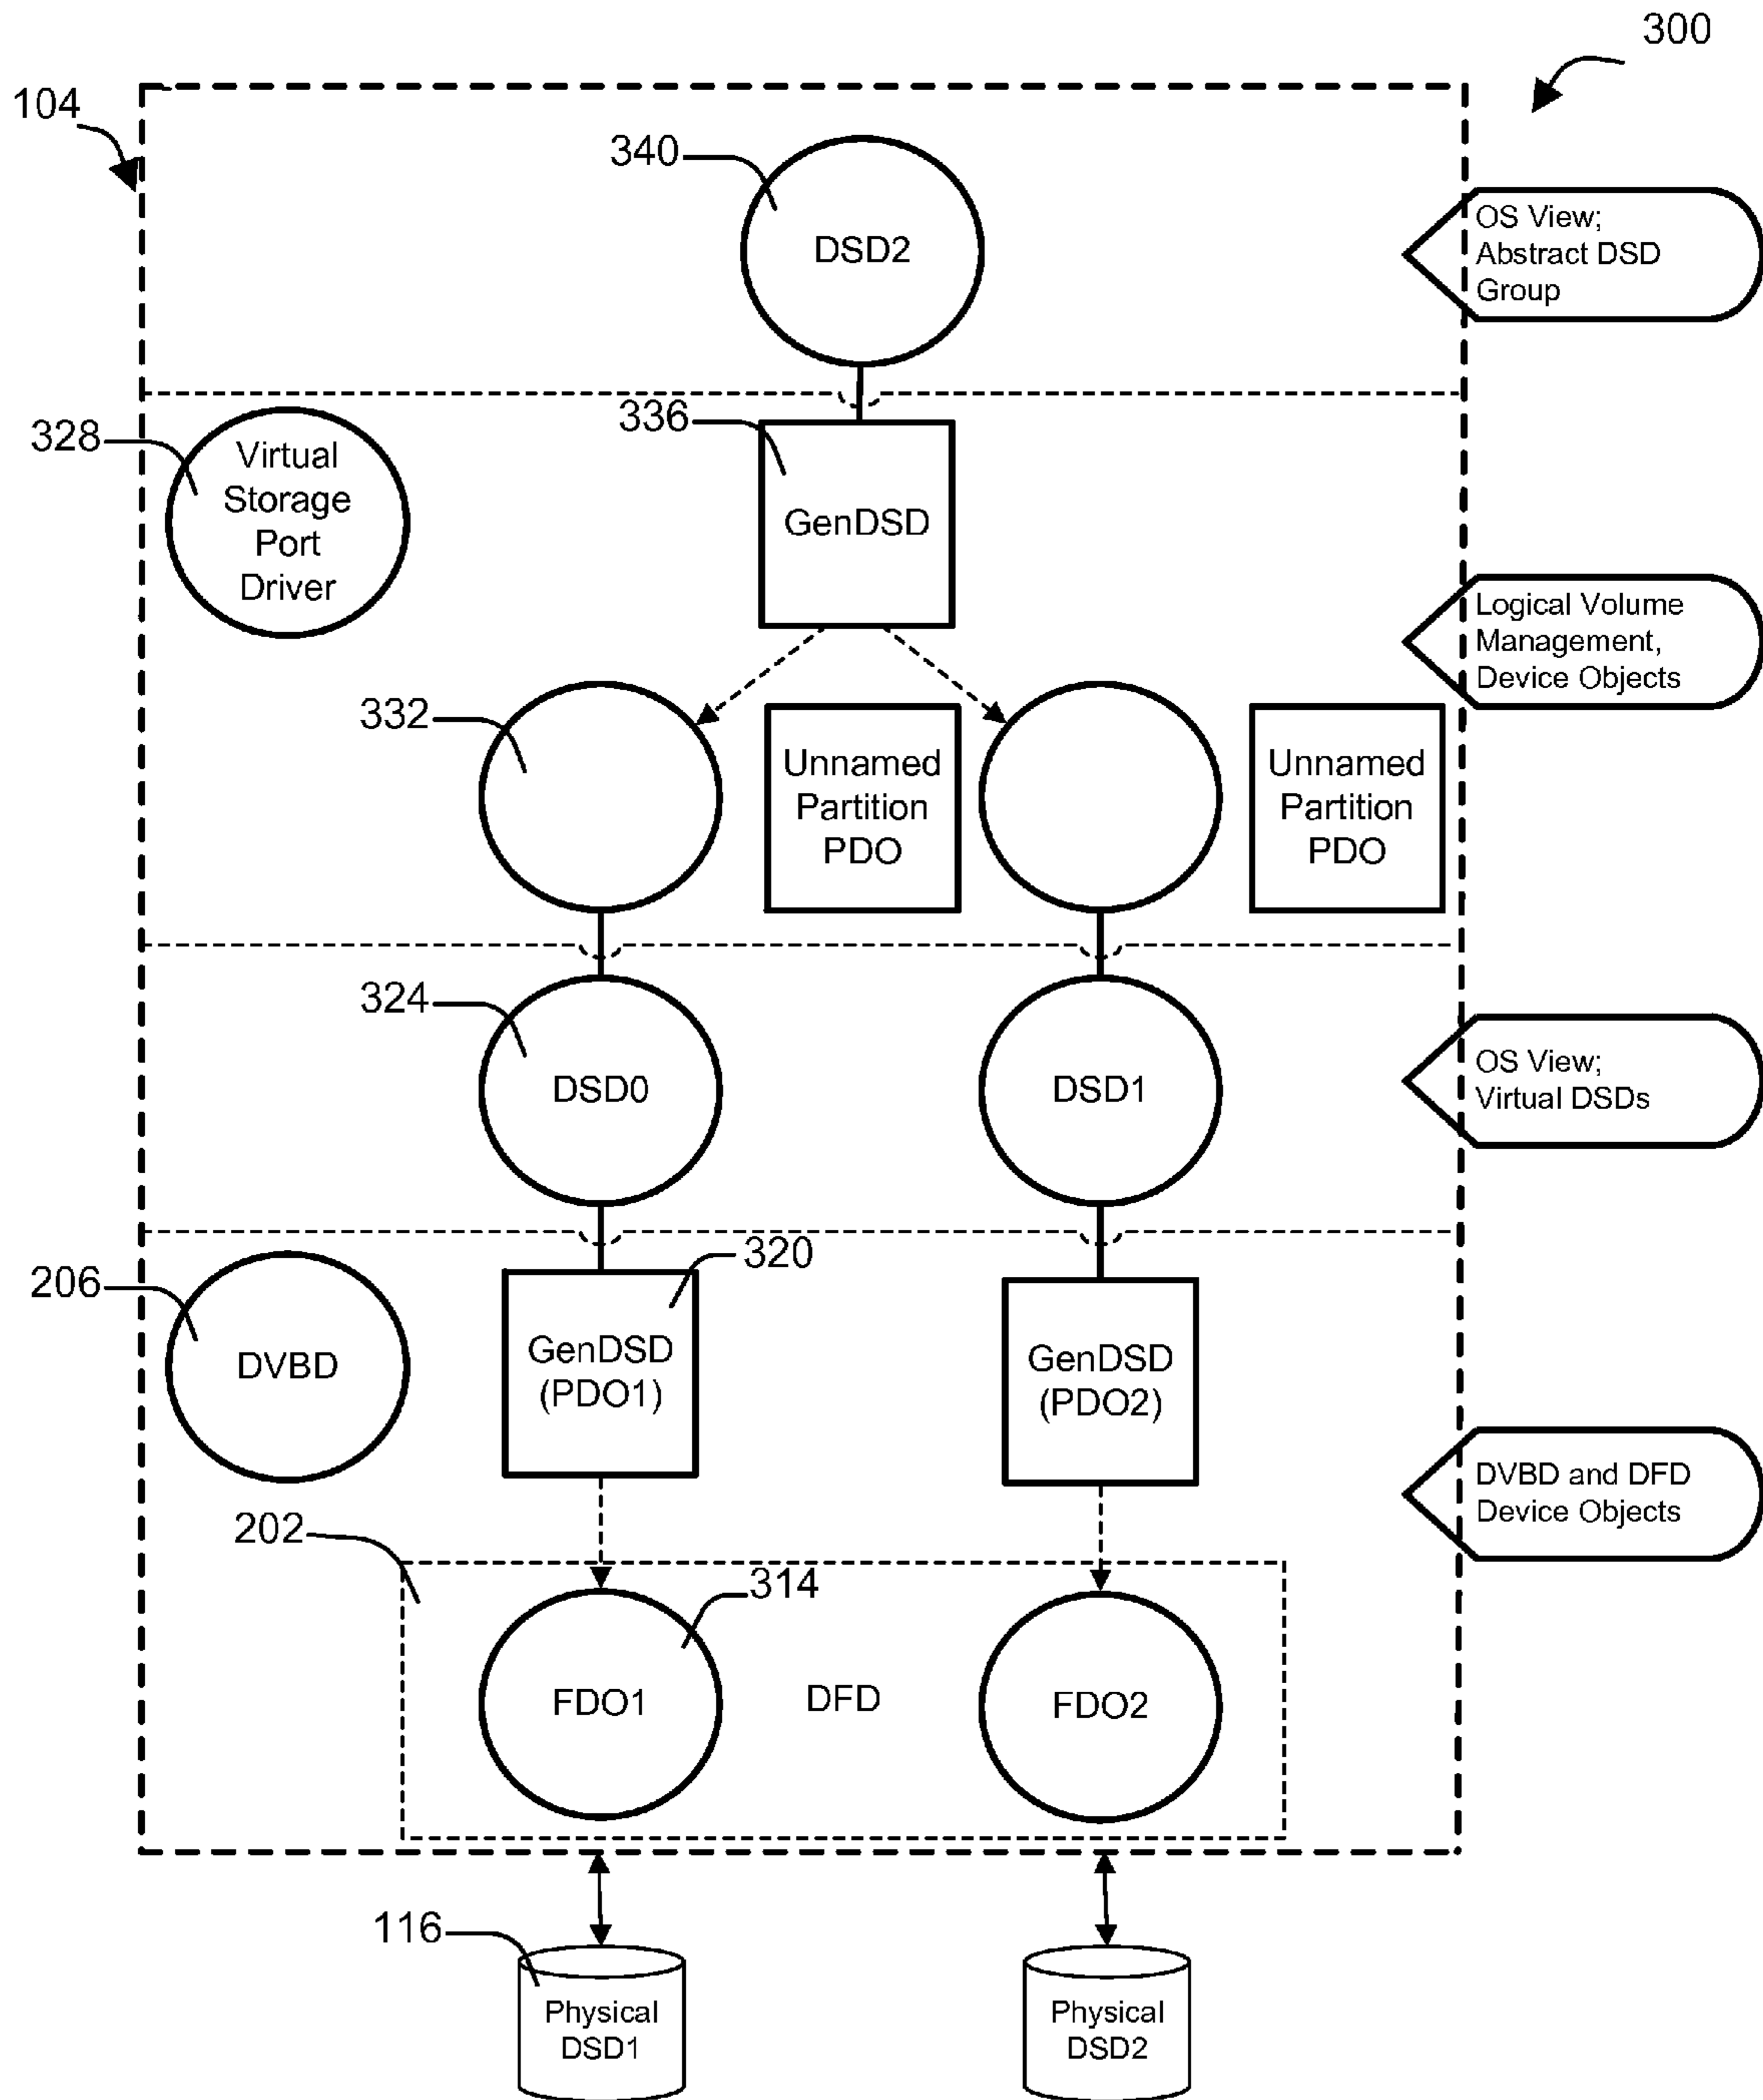 300
104
340
DSD2
OS View;
Abstract DSD
Group
336
328
Virtual
Storage
Port
Driver
GenDSD
Logical Volume
Management,
Device Objects
332
Unnamed
Partition
PDO
Unnamed
Partition
PDO
324
DSD0
DSD1
OS View;
Virtual DSDs
320
206
DVBD
GenDSD
(PDO1)
GenDSD
(PDO2)
DVBD and DFD
Device Objects
202
314
FDO1
DFD
FDO2
116
Physical
DSD1
Physical
DSD2